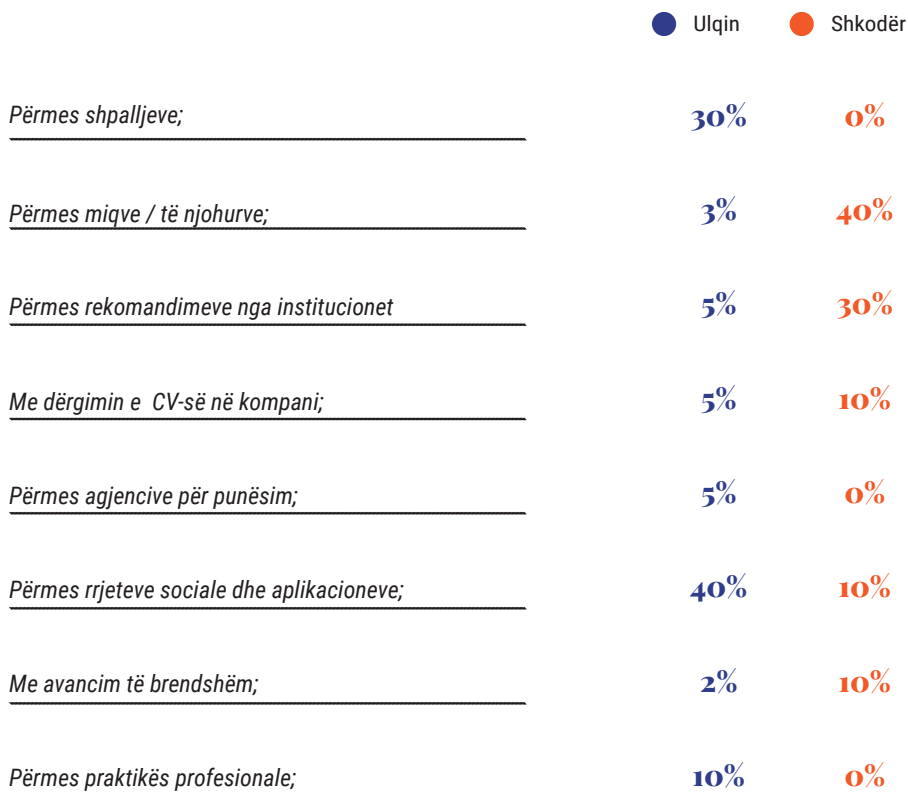 Ulqin Shkodër
Përmes shpalljeve; 30% 0%
Përmes miqve / të njohurve; 3% 40%
Përmes rekomandimeve nga institucionet 5% 30%
Me dërgimin e CV-së në kompani; 5% 10%
Përmes agjencive për punësim; 5% 0%
Përmes rrjeteve sociale dhe aplikacioneve; 40% 10%
Me avancim të brendshëm; 2% 10%
Përmes praktikës profesionale; 10% 0%